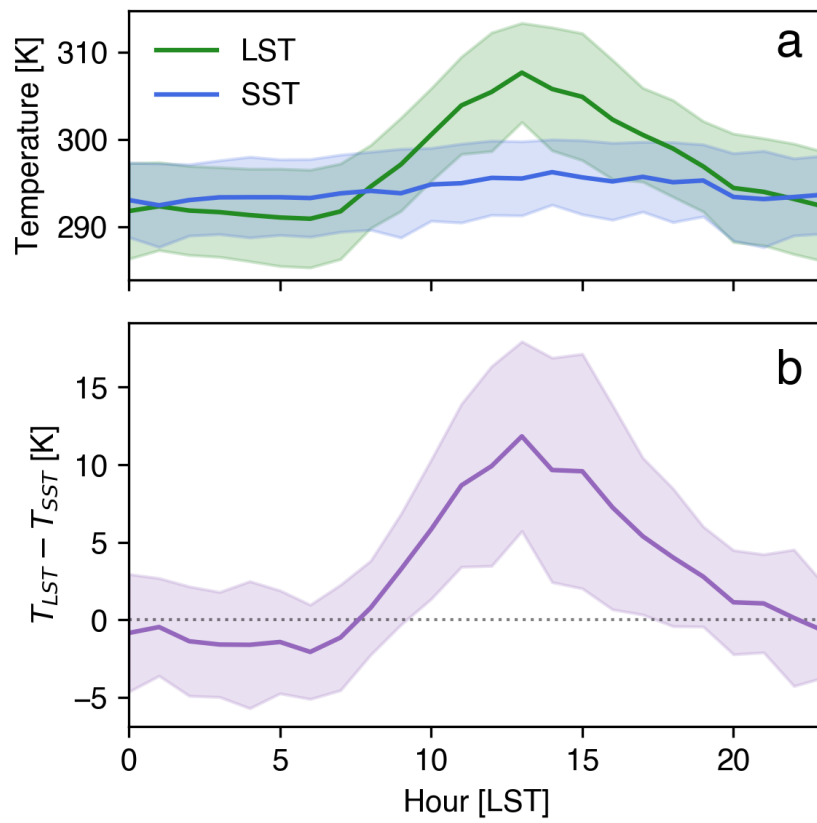 a
LST
SST
Temperature [K]
310
300
290
b
T_LST − T_SST [K]
15
10
5
0
−5
0 5 10 15 20
Hour [LST]